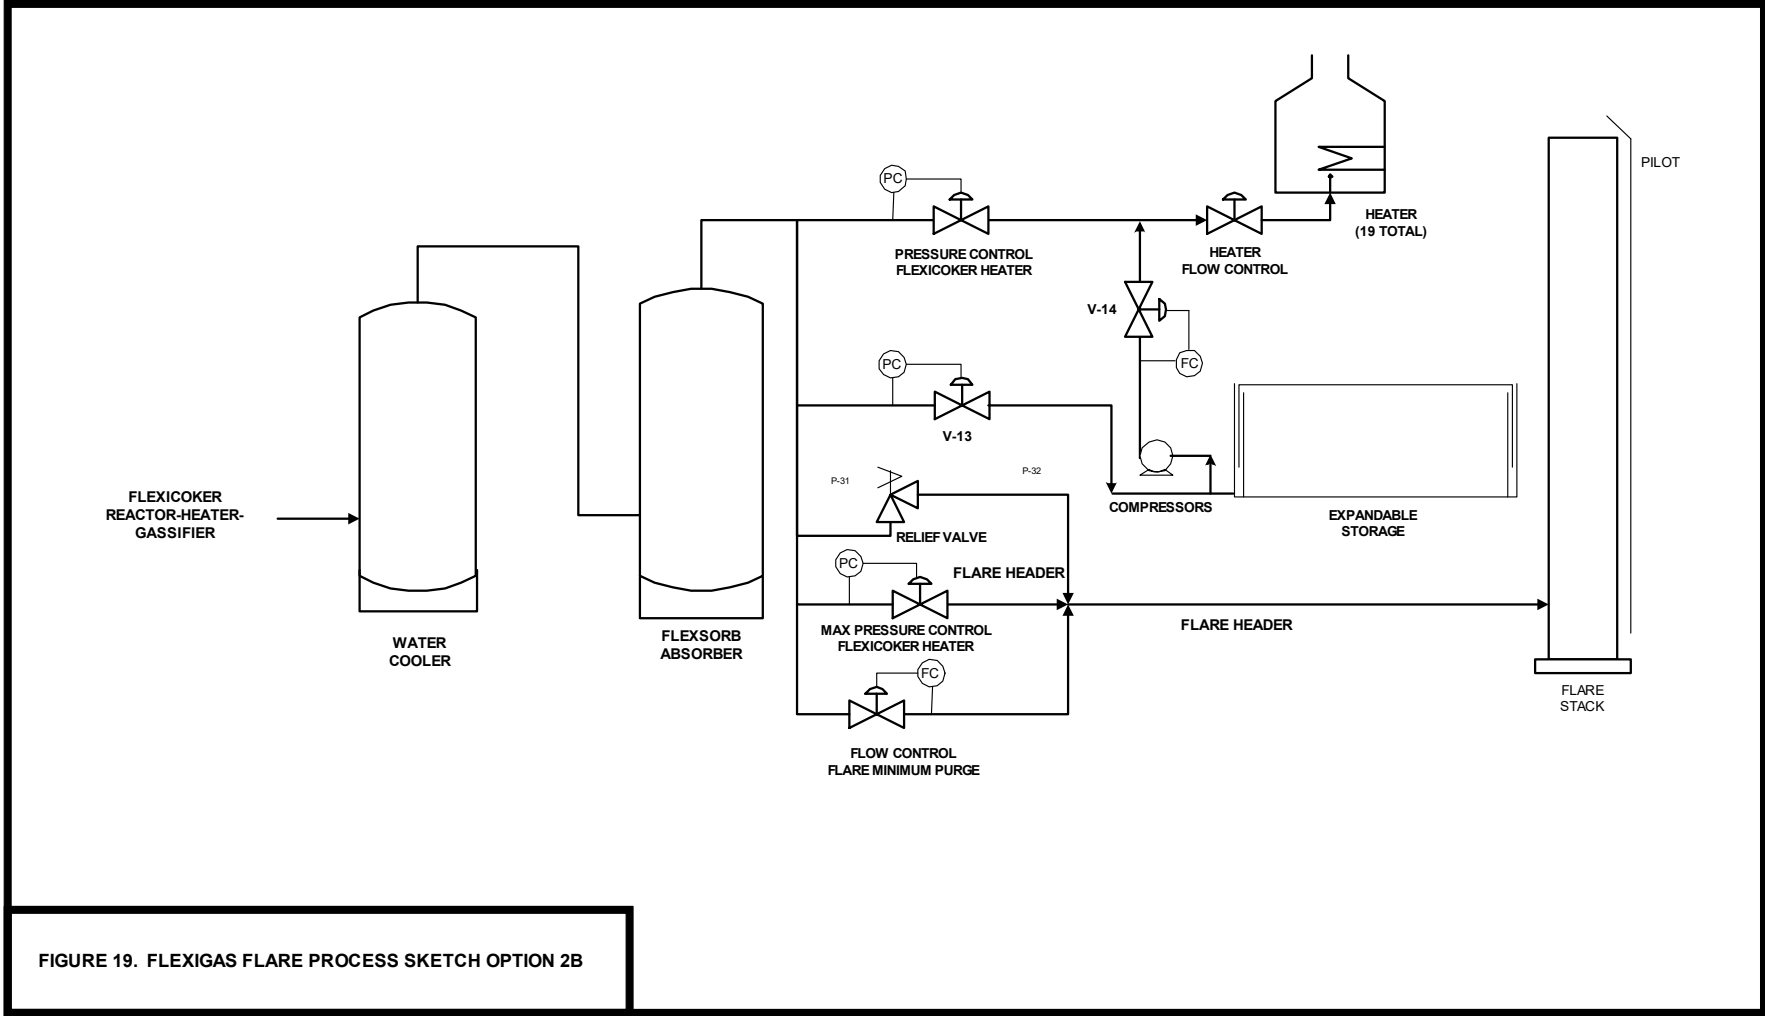 PILOT
PC
HEATER
(19 TOTAL)
PRESSURE CONTROL
FLEXICOKER HEATER
HEATER
FLOW CONTROL
V-14
FC
PC
V-13
FLEXICOKER
REACTOR-HEATER-
GASSIFIER
P-31
P-32
COMPRESSORS
EXPANDABLE
STORAGE
RELIEF VALVE
PC
FLARE HEADER
MAX PRESSURE CONTROL
FLEXICOKER HEATER
FLARE HEADER
WATER
COOLER
FLEXSORB
ABSORBER
FC
FLARE
STACK
FLOW CONTROL
FLARE MINIMUM PURGE
FIGURE 19. FLEXIGAS FLARE PROCESS SKETCH OPTION 2B